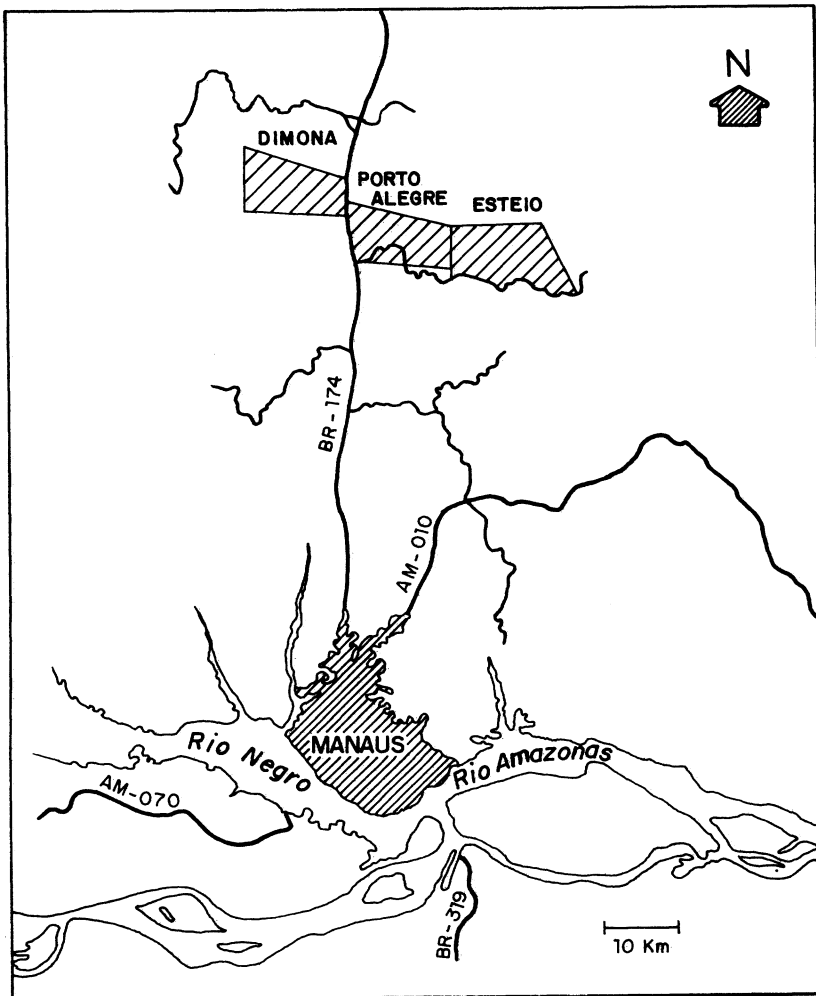 N
DIMONA
PORTO
ALEGRE
ESTEIO
BR-174
AM-010
MANAUS
Rio Negro
Rio Amazonas
AM-070
BR-319
10 Km